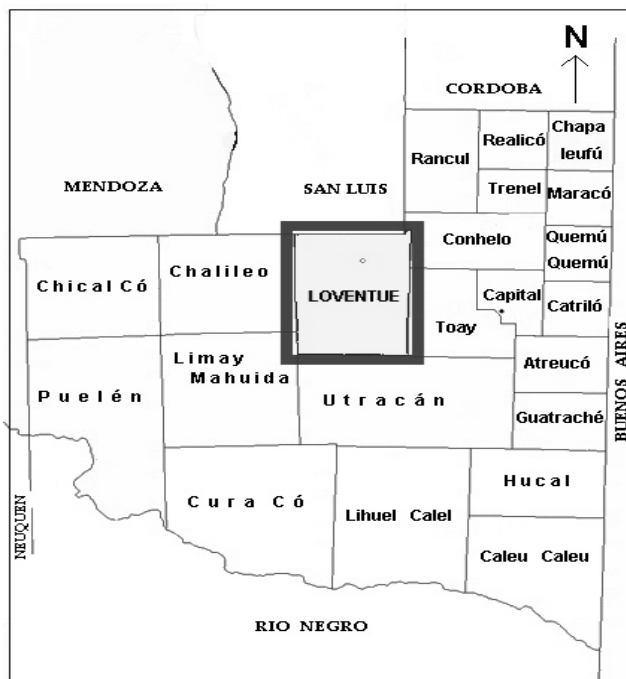 N
CORDOBA
Chapa
leufú
Realicó
Rancul
Trenel
Maracó
MENDOZA
SAN LUIS
Conhelo
Quemú
Quemú
Chical Có
Chalileo
LOVENTUE
Capital
Catriló
Toay
Limay
Mahuida
Atreucó
Puelén
Utracán
Guatraché
BUENOS AIRES
Hucal
Cura Có
Lihuel Calel
NEUQUEN
Caleu Caleu
RIO NEGRO